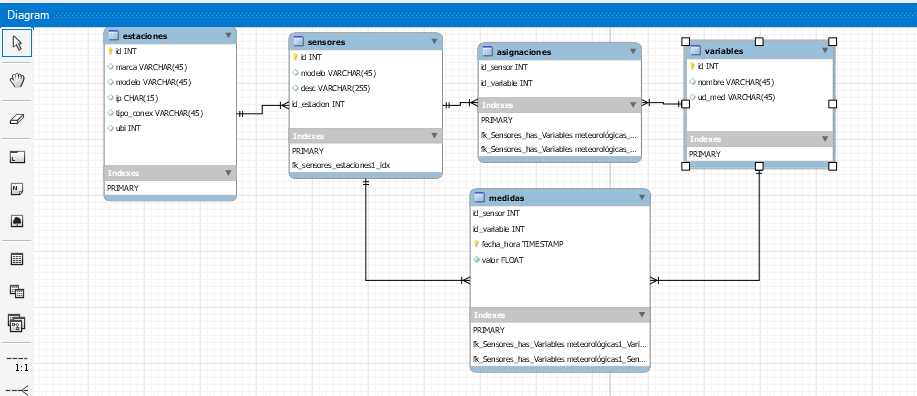 Diagram
estaciones
id INT
marca VARCHAR(45)
modelo VARCHAR(45)
ip CHAR(15)
tipo_conex VARCHAR(45)
ubi INT
Indexes
PRIMARY
sensores
id INT
modelo VARCHAR(45)
desc VARCHAR(255)
id_estacion INT
Indexes
PRIMARY
fk_sensores_estaciones1_idx
asignaciones
id_sensor INT
id_variable INT
Indexes
PRIMARY
fk_Sensores_has_Variables meteorológicas_...
fk_Sensores_has_Variables meteorológicas_...
variables
id INT
nombre VARCHAR(45)
ud_med VARCHAR(45)
Indexes
PRIMARY
medidas
id_sensor INT
id_variable INT
fecha_hora TIMESTAMP
valor FLOAT
Indexes
PRIMARY
fk_Sensores_has_Variables meteorológicas1_Vari...
fk_Sensores_has_Variables meteorológicas1_Sen...
1:1